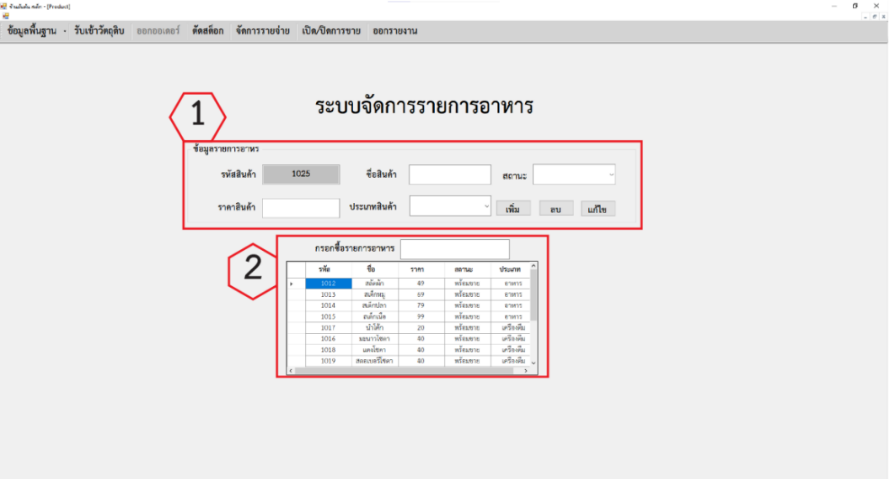 [Product]
ข้อมูลพื้นฐาน - รับเข้าวัตถุดิบ ออกออเดอร์ ตัดสต๊อก จัดการรายจ่าย เปิด/ปิดการขาย ออกรายงาน
1
ระบบจัดการรายการอาหาร
ข้อมูลรายการอาหร
รหัสสินค้า 1025 ชื่อสินค้า สถานะ
ราคาสินค้า ประเภทสินค้า เพิ่ม ลบ แก้ไข
2
กรอกชื่อรายการอาหาร
รหัส ชื่อ ราคา สถานะ ประเภท
1012 สลัดผัก 49 พร้อมขาย อาหาร
1013 สเต็กหมู 69 พร้อมขาย อาหาร
1014 สเต็กปลา 79 พร้อมขาย อาหาร
1015 สเต็กเนื้อ 99 พร้อมขาย อาหาร
1017 น้ำโค้ก 20 พร้อมขาย เครื่องดื่ม
1016 มะนาวโซดา 40 พร้อมขาย เครื่องดื่ม
1018 แดงโซดา 40 พร้อมขาย เครื่องดื่ม
1019 สตอเบอรี่โซดา 40 พร้อมขาย เครื่องดื่ม